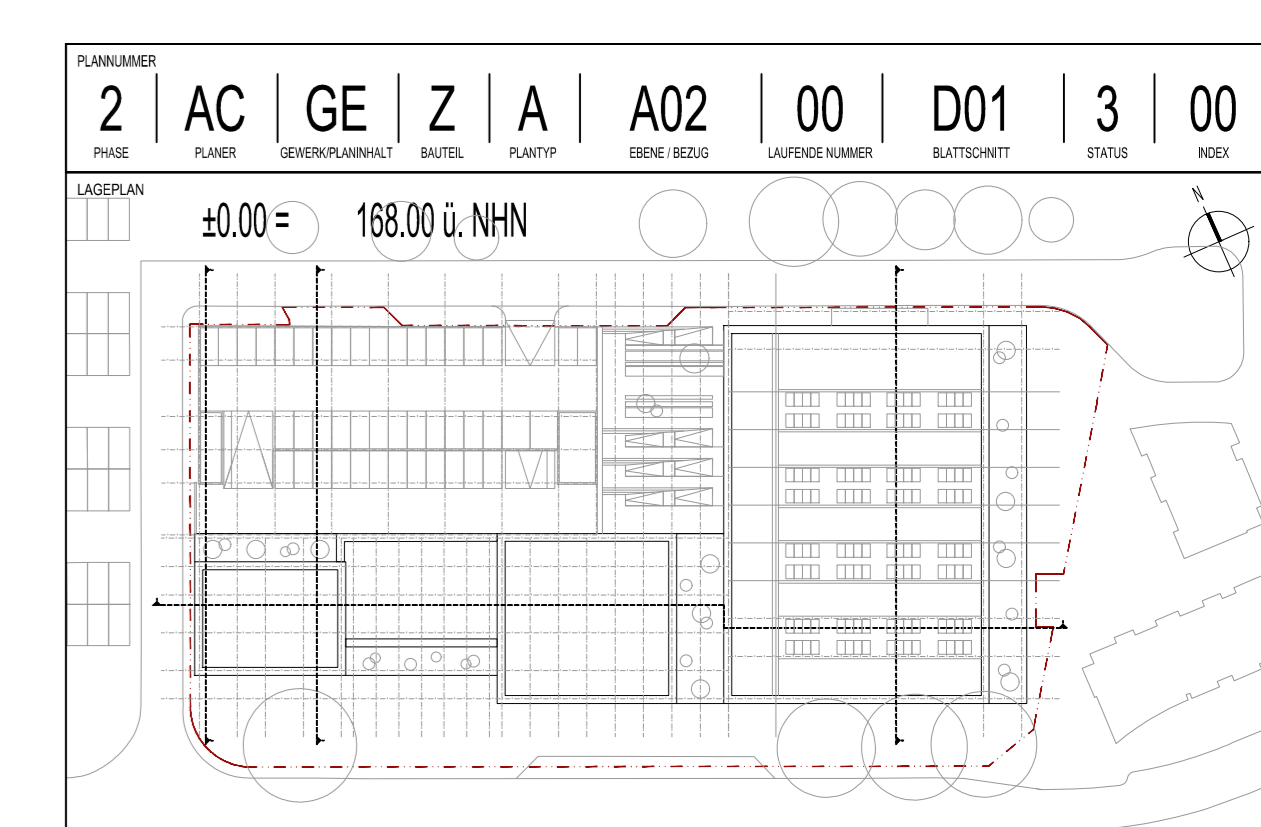 PLANNUMMER
2 AC GE Z A A02 00 D01 3 00
PHASE PLANER GEWERK/PLANINHALT BAUTEIL PLANTYP EBENE / BEZUG LAUFENDE NUMMER BLATTSCHNITT STATUS INDEX
LAGEPLAN
±0.00 = 168.00 ü. NHN
N